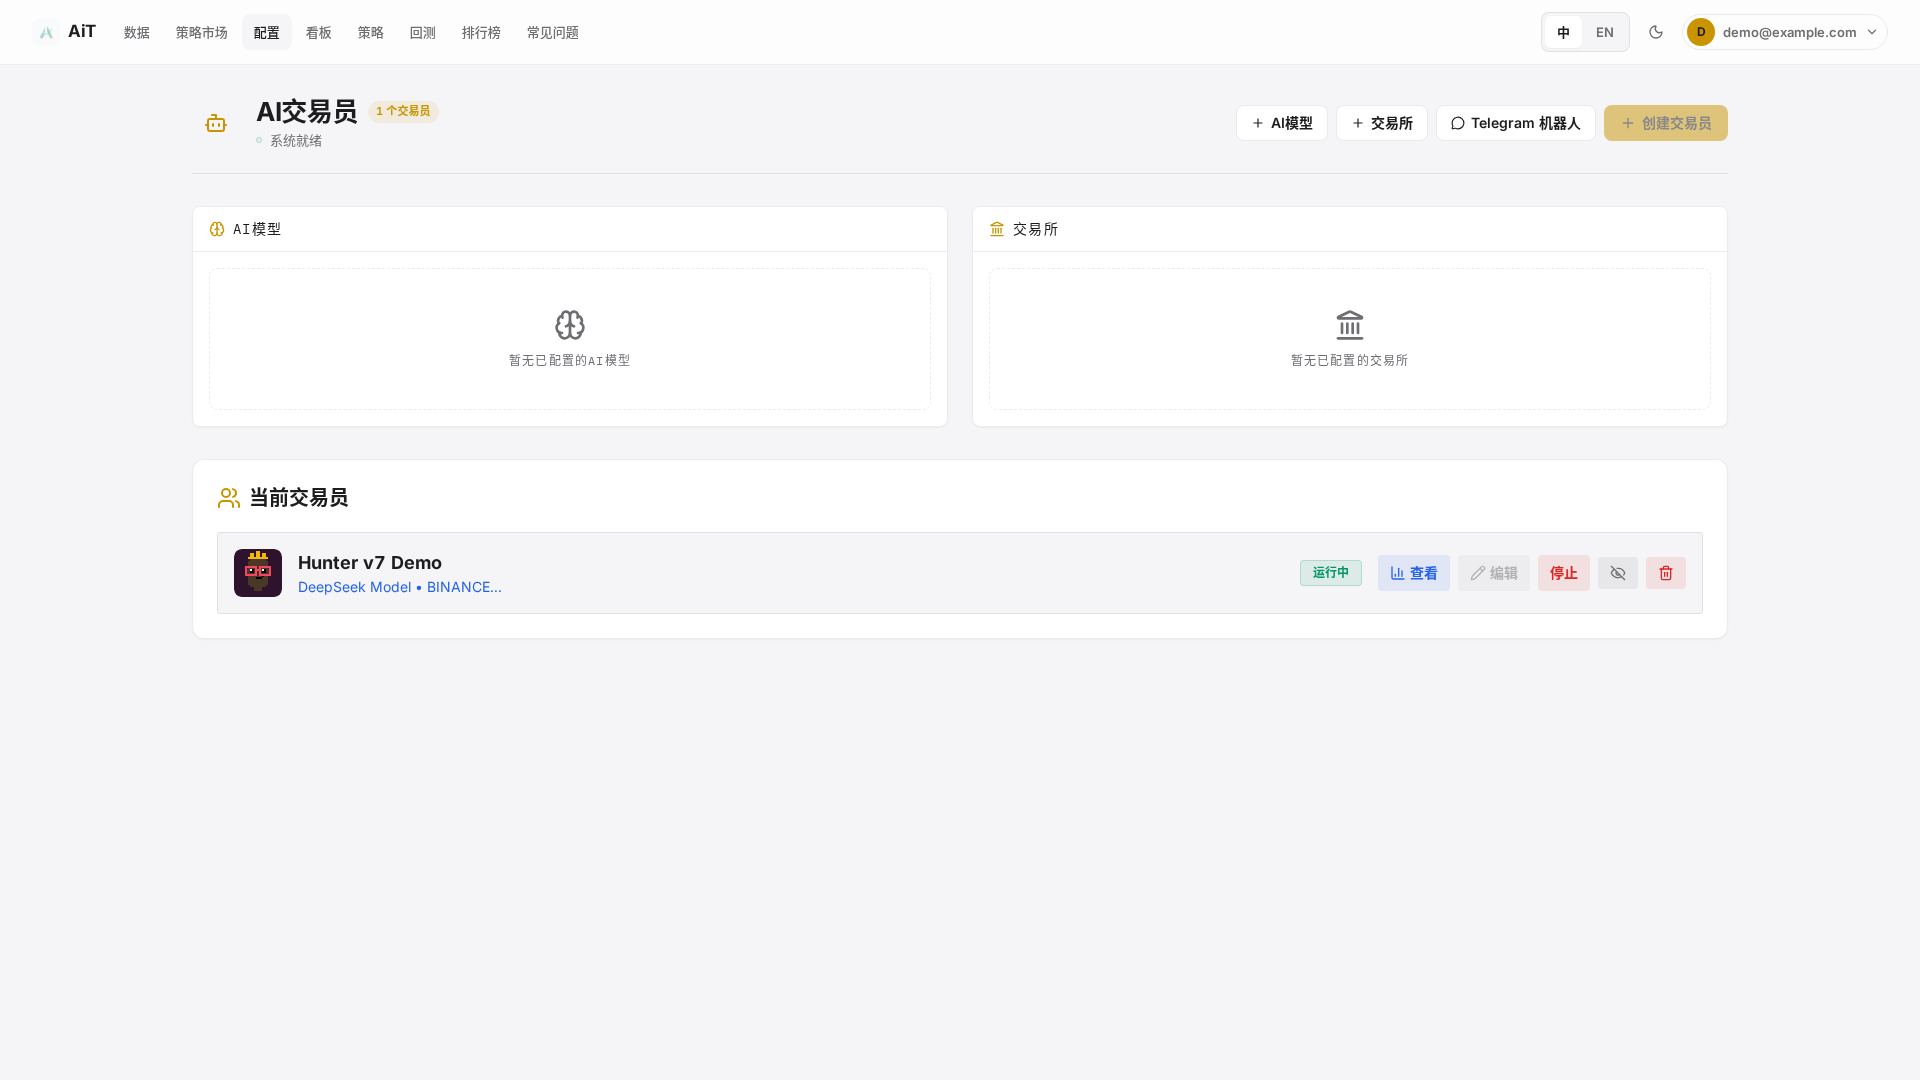 AiT
数据
策略市场
配置
看板
策略
回测
排行榜
常见问题
中
EN
D
demo@example.com
AI交易员
1 个交易员
系统就绪
AI模型
交易所
Telegram 机器人
创建交易员
AI模型
暂无已配置的AI模型
交易所
暂无已配置的交易所
当前交易员
Hunter v7 Demo
DeepSeek Model • BINANCE...
运行中
查看
编辑
停止